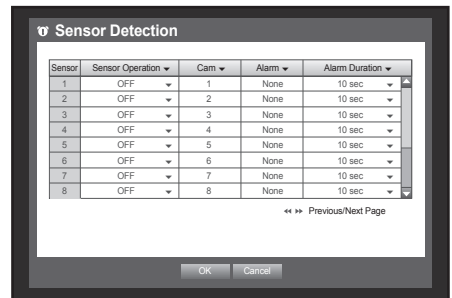 Sensor Detection
Sensor Sensor Operation Cam Alarm Alarm Duration
1 OFF 1 None 10 sec
2 OFF 2 None 10 sec
3 OFF 3 None 10 sec
4 OFF 4 None 10 sec
5 OFF 5 None 10 sec
6 OFF 6 None 10 sec
7 OFF 7 None 10 sec
8 OFF 8 None 10 sec
Previous/Next Page
OK Cancel